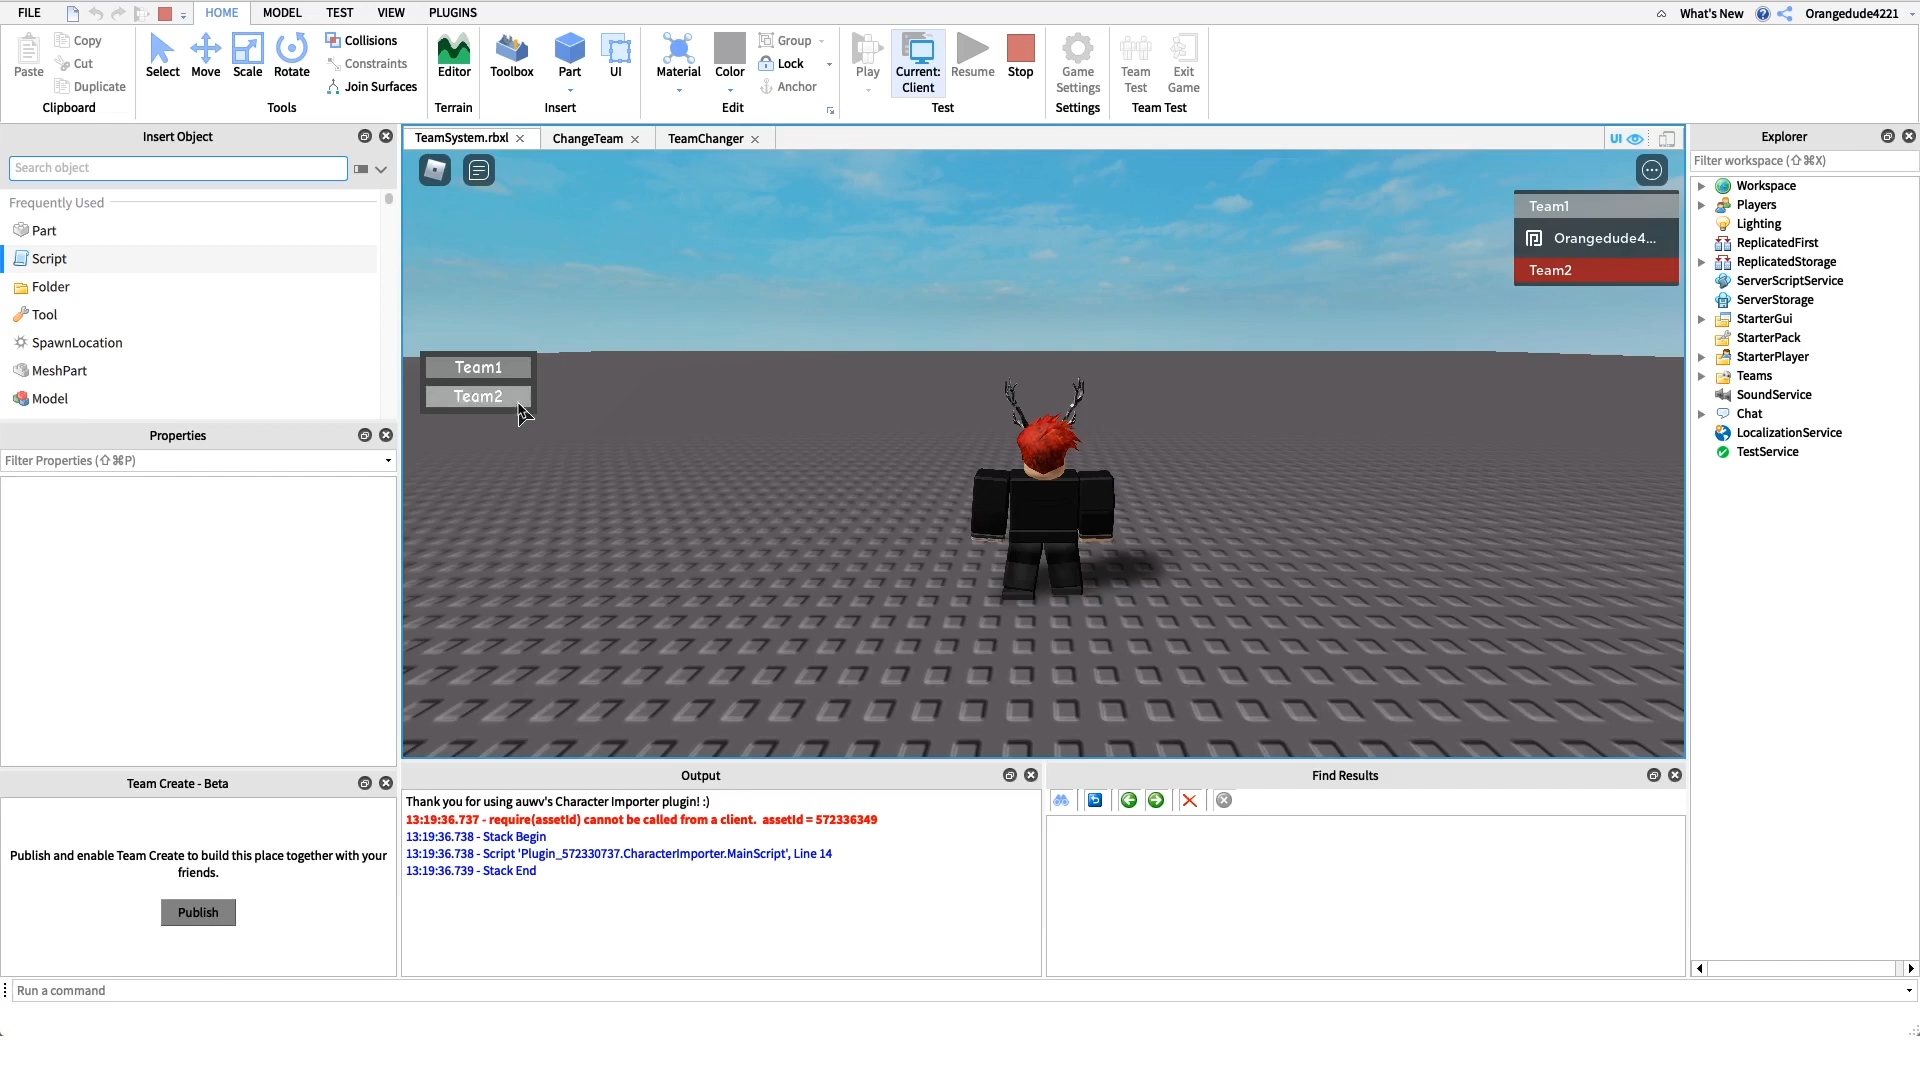 FILE
HOME
MODEL
TEST
VIEW
PLUGINS
What's New
Orangedude4221
Paste
Copy
Cut
Duplicate
Clipboard
Select
Move
Scale
Rotate
Collisions
Constraints
Join Surfaces
Tools
Editor
Terrain
Toolbox
Part
UI
Insert
Material
Color
Group
Lock
Anchor
Edit
Play
Current:
Client
Resume
Stop
Test
Game
Settings
Settings
Team
Test
Exit
Game
Team Test
Insert Object
Search object
Frequently Used
Part
Script
Folder
Tool
SpawnLocation
MeshPart
Model
Properties
Filter Properties (⇧⌘P)
Team Create - Beta
Publish and enable Team Create to build this place together with your
friends.
Publish
TeamSystem.rbxl
ChangeTeam
TeamChanger
UI
Team1
Orangedude4...
Team2
Team1
Team2
Output
Thank you for using auwv's Character Importer plugin! :)
13:19:36.737 - require(assetId) cannot be called from a client. assetId = 572336349
13:19:36.738 - Stack Begin
13:19:36.738 - Script 'Plugin_572330737.CharacterImporter.MainScript', Line 14
13:19:36.739 - Stack End
Find Results
Explorer
Filter workspace (⇧⌘X)
Workspace
Players
Lighting
ReplicatedFirst
ReplicatedStorage
ServerScriptService
ServerStorage
StarterGui
StarterPack
StarterPlayer
Teams
SoundService
Chat
LocalizationService
TestService
Run a command